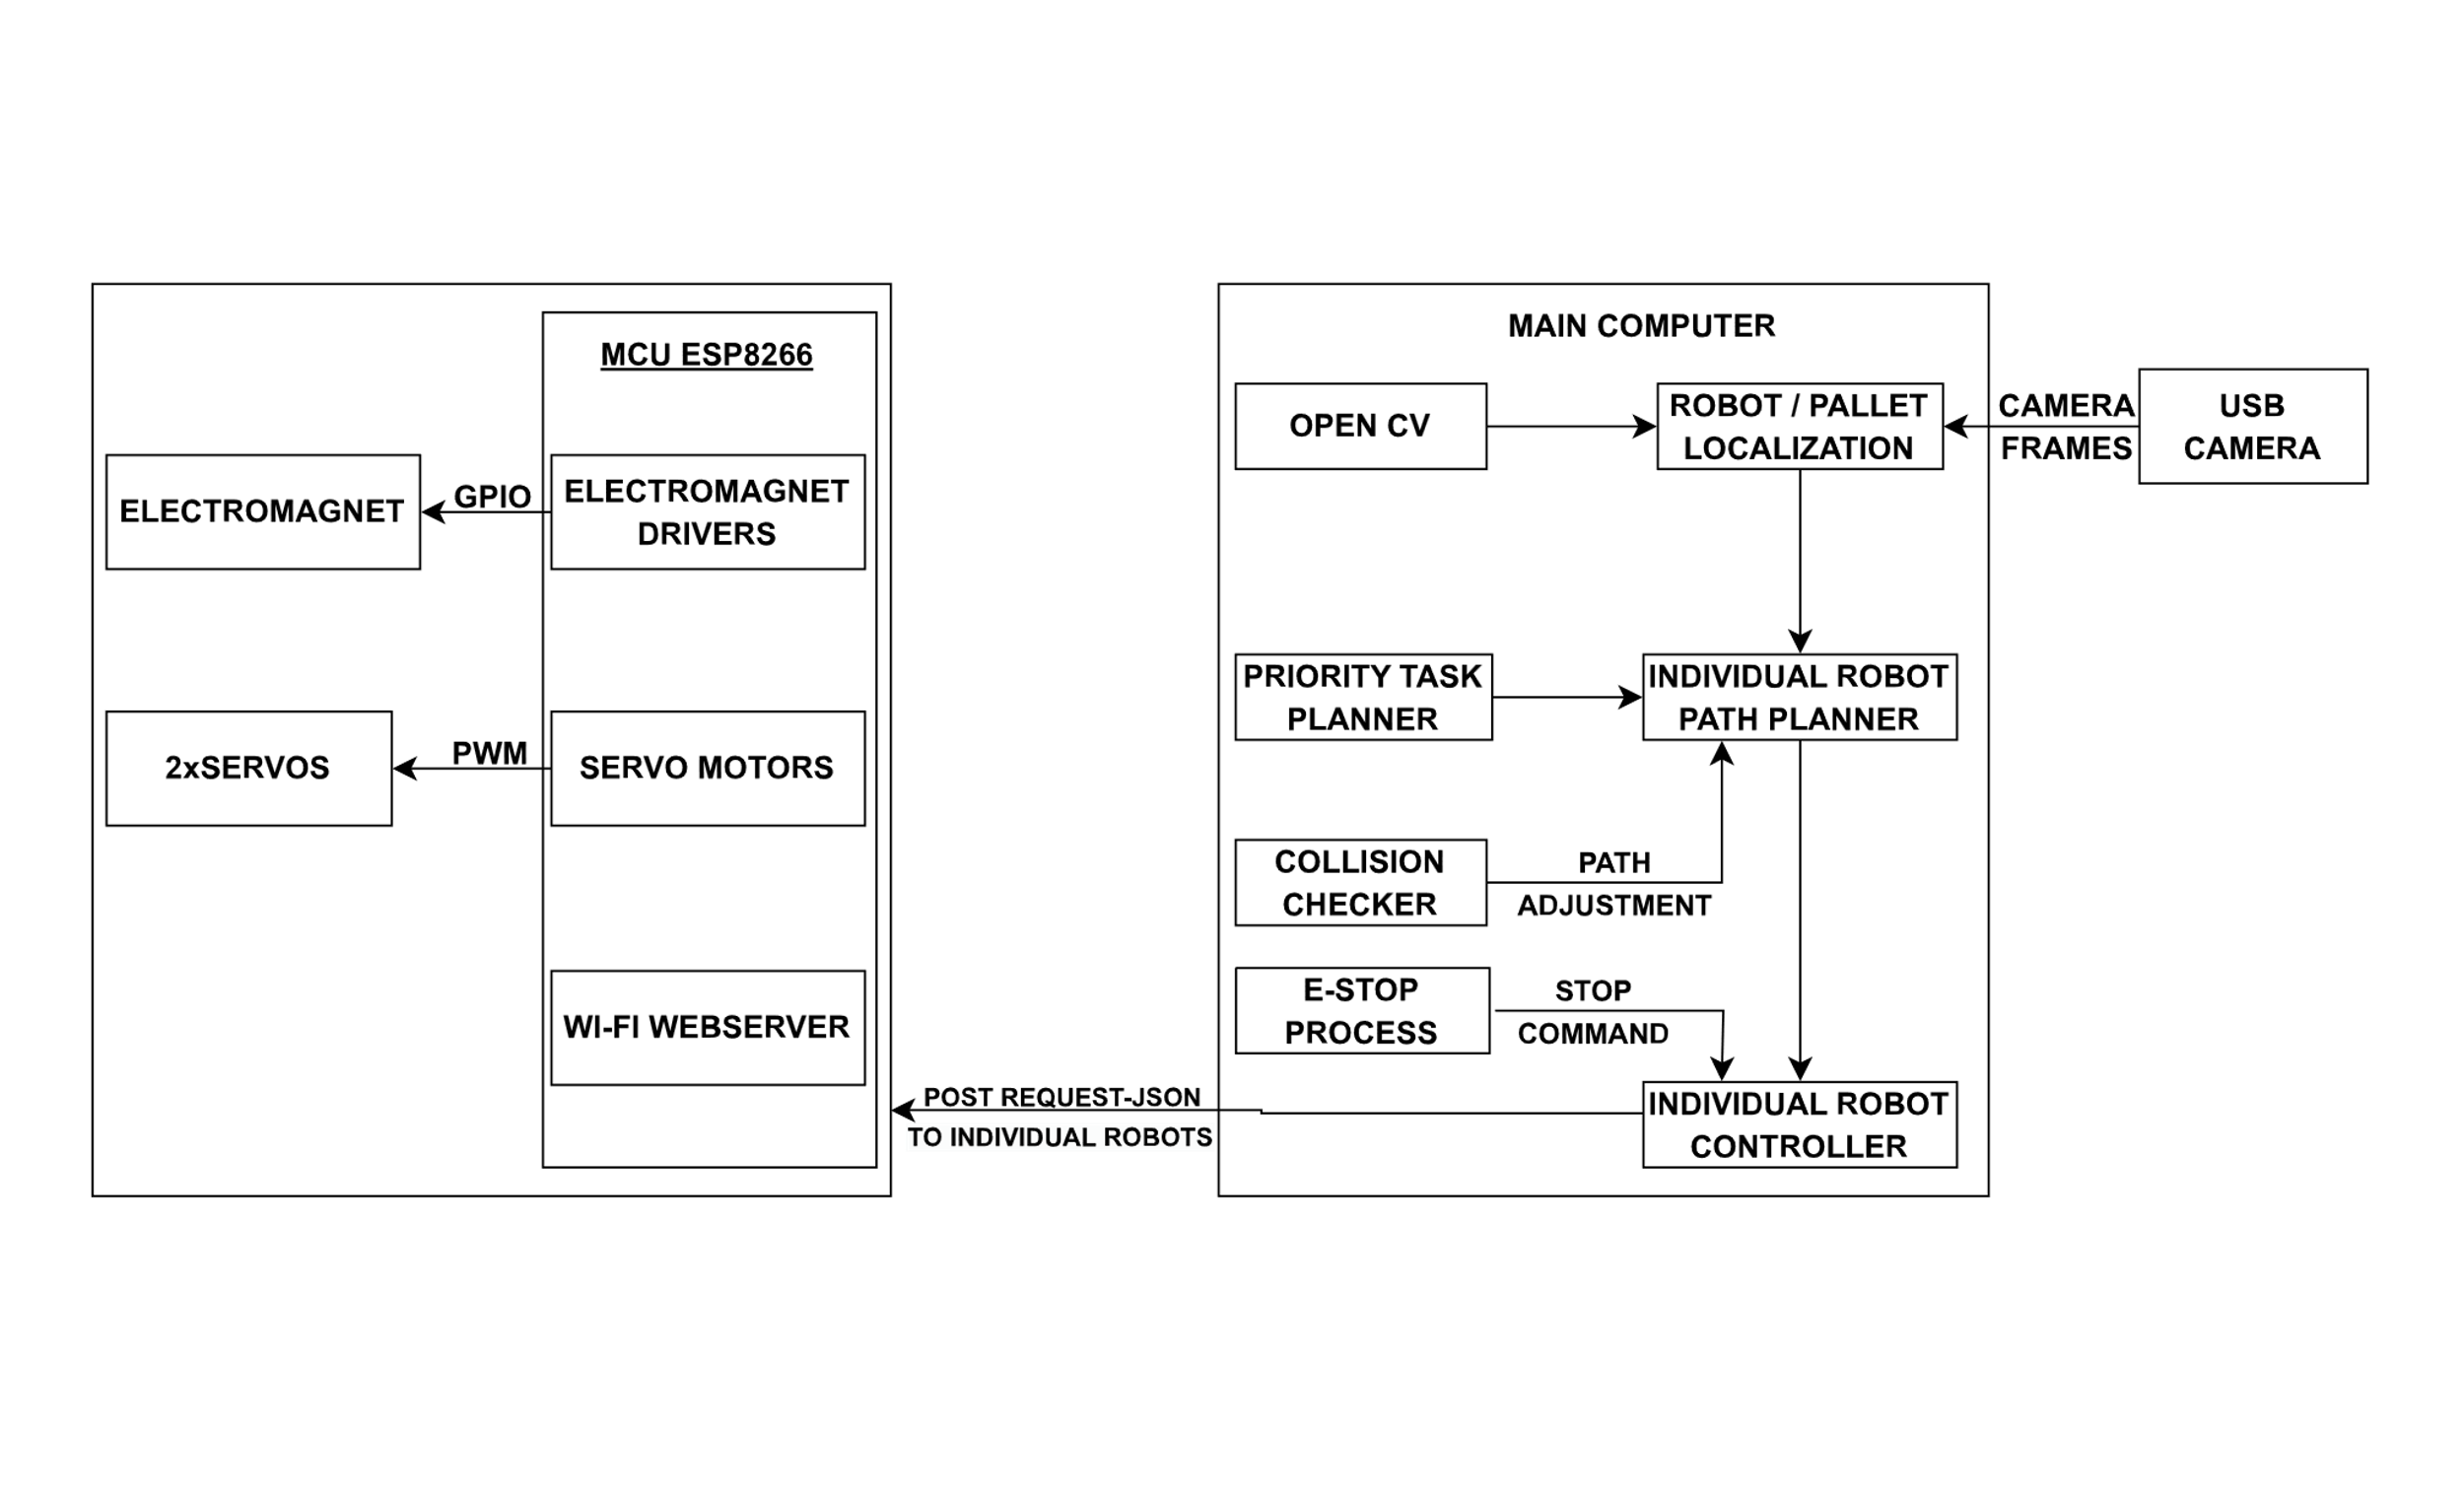 MCU ESP8266
ELECTROMAGNET
GPIO
ELECTROMAGNET
DRIVERS
2xSERVOS
PWM
SERVO MOTORS
WI-FI WEBSERVER
POST REQUEST-JSON
TO INDIVIDUAL ROBOTS
MAIN COMPUTER
OPEN CV
ROBOT / PALLET
LOCALIZATION
CAMERA
FRAMES
USB
CAMERA
PRIORITY TASK
PLANNER
INDIVIDUAL ROBOT
PATH PLANNER
COLLISION
CHECKER
PATH
ADJUSTMENT
E-STOP
PROCESS
STOP
COMMAND
INDIVIDUAL ROBOT
CONTROLLER